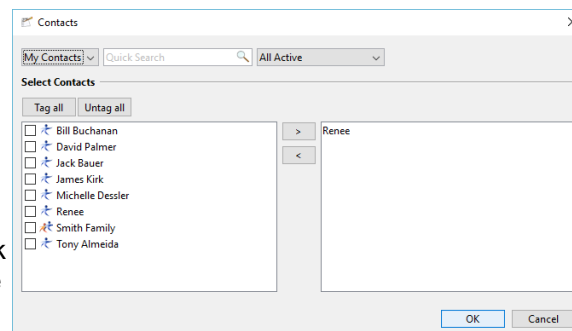 Contacts
My Contacts Quick Search All Active
Select Contacts
Tag all Untag all
Bill Buchanan > Renee
David Palmer
<
Jack Bauer
James Kirk
Michelle Dessler
Renee
Smith Family
k
Tony Almeida
OK Cancel